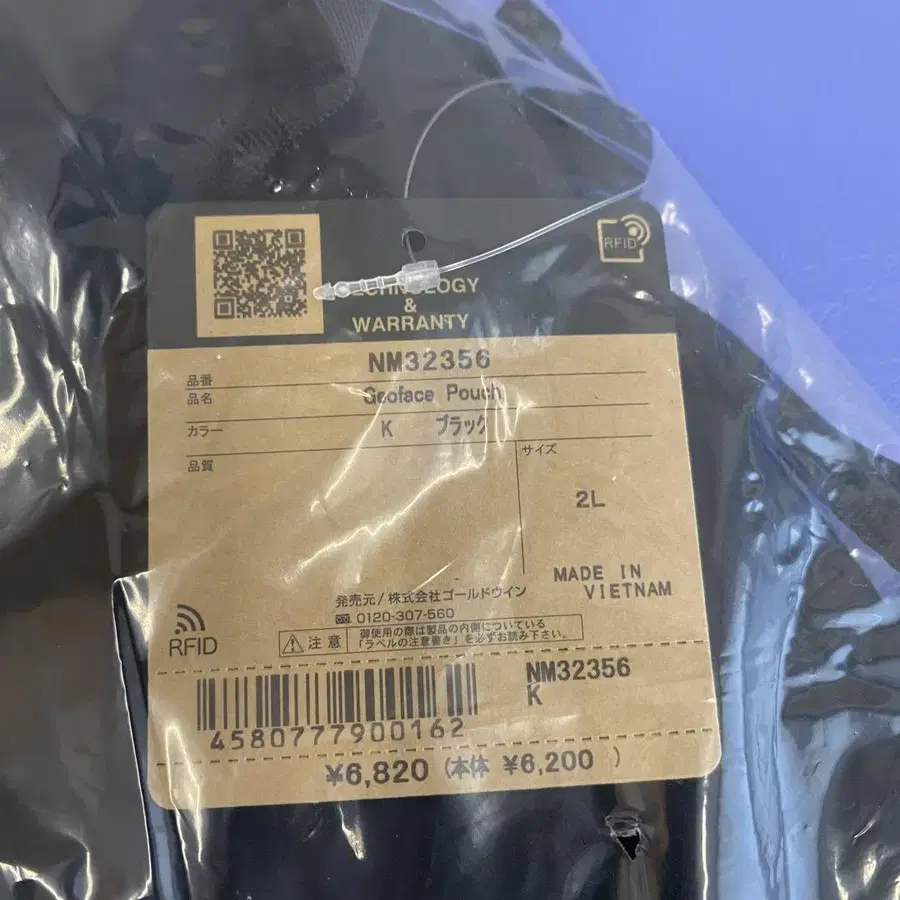 RFID
TECHNOLOGY
&
WARRANTY
品番 NM32356
品名 Geoface Pouch
カラー K ブラック
品質
サイズ
2L
MADE IN
VIETNAM
発売元/株式会社ゴールドウイン
0120-307-560
RFID
注意
御使用の際は製品の内側についている
「ラベルの注意書き」を必ずお読み下さい。
NM32356
K
4580777900162
¥6,820 (本体 ¥6,200 )